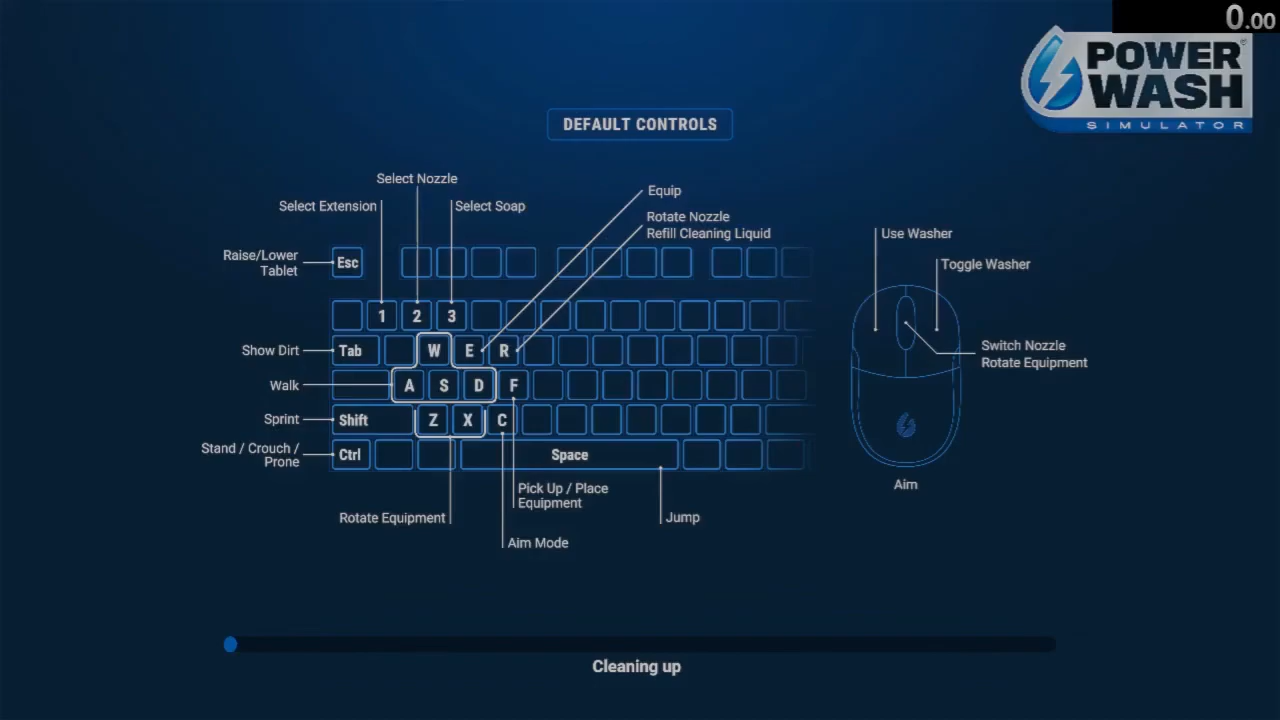 0.00
POWER
WASH
SIMULATOR
DEFAULT CONTROLS
Select Nozzle
Select Extension
Select Soap
Equip
Rotate Nozzle
Refill Cleaning Liquid
Use Washer
Toggle Washer
Raise/Lower
Tablet
Esc
1 2 3
Show Dirt
Tab W E R
Switch Nozzle
Rotate Equipment
Walk
A S D F
Sprint
Shift Z X C
Stand / Crouch /
Prone
Ctrl Space
Aim
Pick Up / Place
Equipment
Rotate Equipment
Jump
Aim Mode
Cleaning up